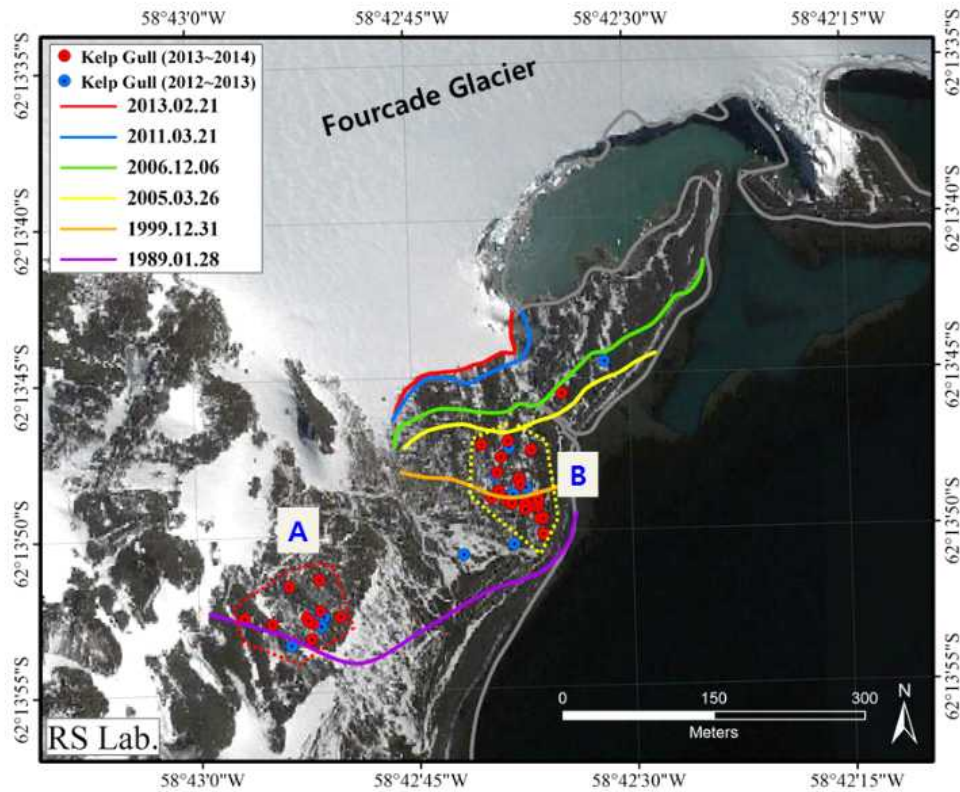 58°43'0"W 58°42'45"W 58°42'30"W 58°42'15"W
62°13'35"S
62°13'40"S
62°13'45"S
62°13'50"S
62°13'55"S
Kelp Gull (2013~2014)
Kelp Gull (2012~2013)
2013.02.21
2011.03.21
2006.12.06
2005.03.26
1999.12.31
1989.01.28
Fourcade Glacier
A
B
0 150 300
Meters
N
RS Lab.
62°13'35"S
62°13'40"S
62°13'45"S
62°13'50"S
62°13'55"S
58°43'0"W 58°42'45"W 58°42'30"W 58°42'15"W